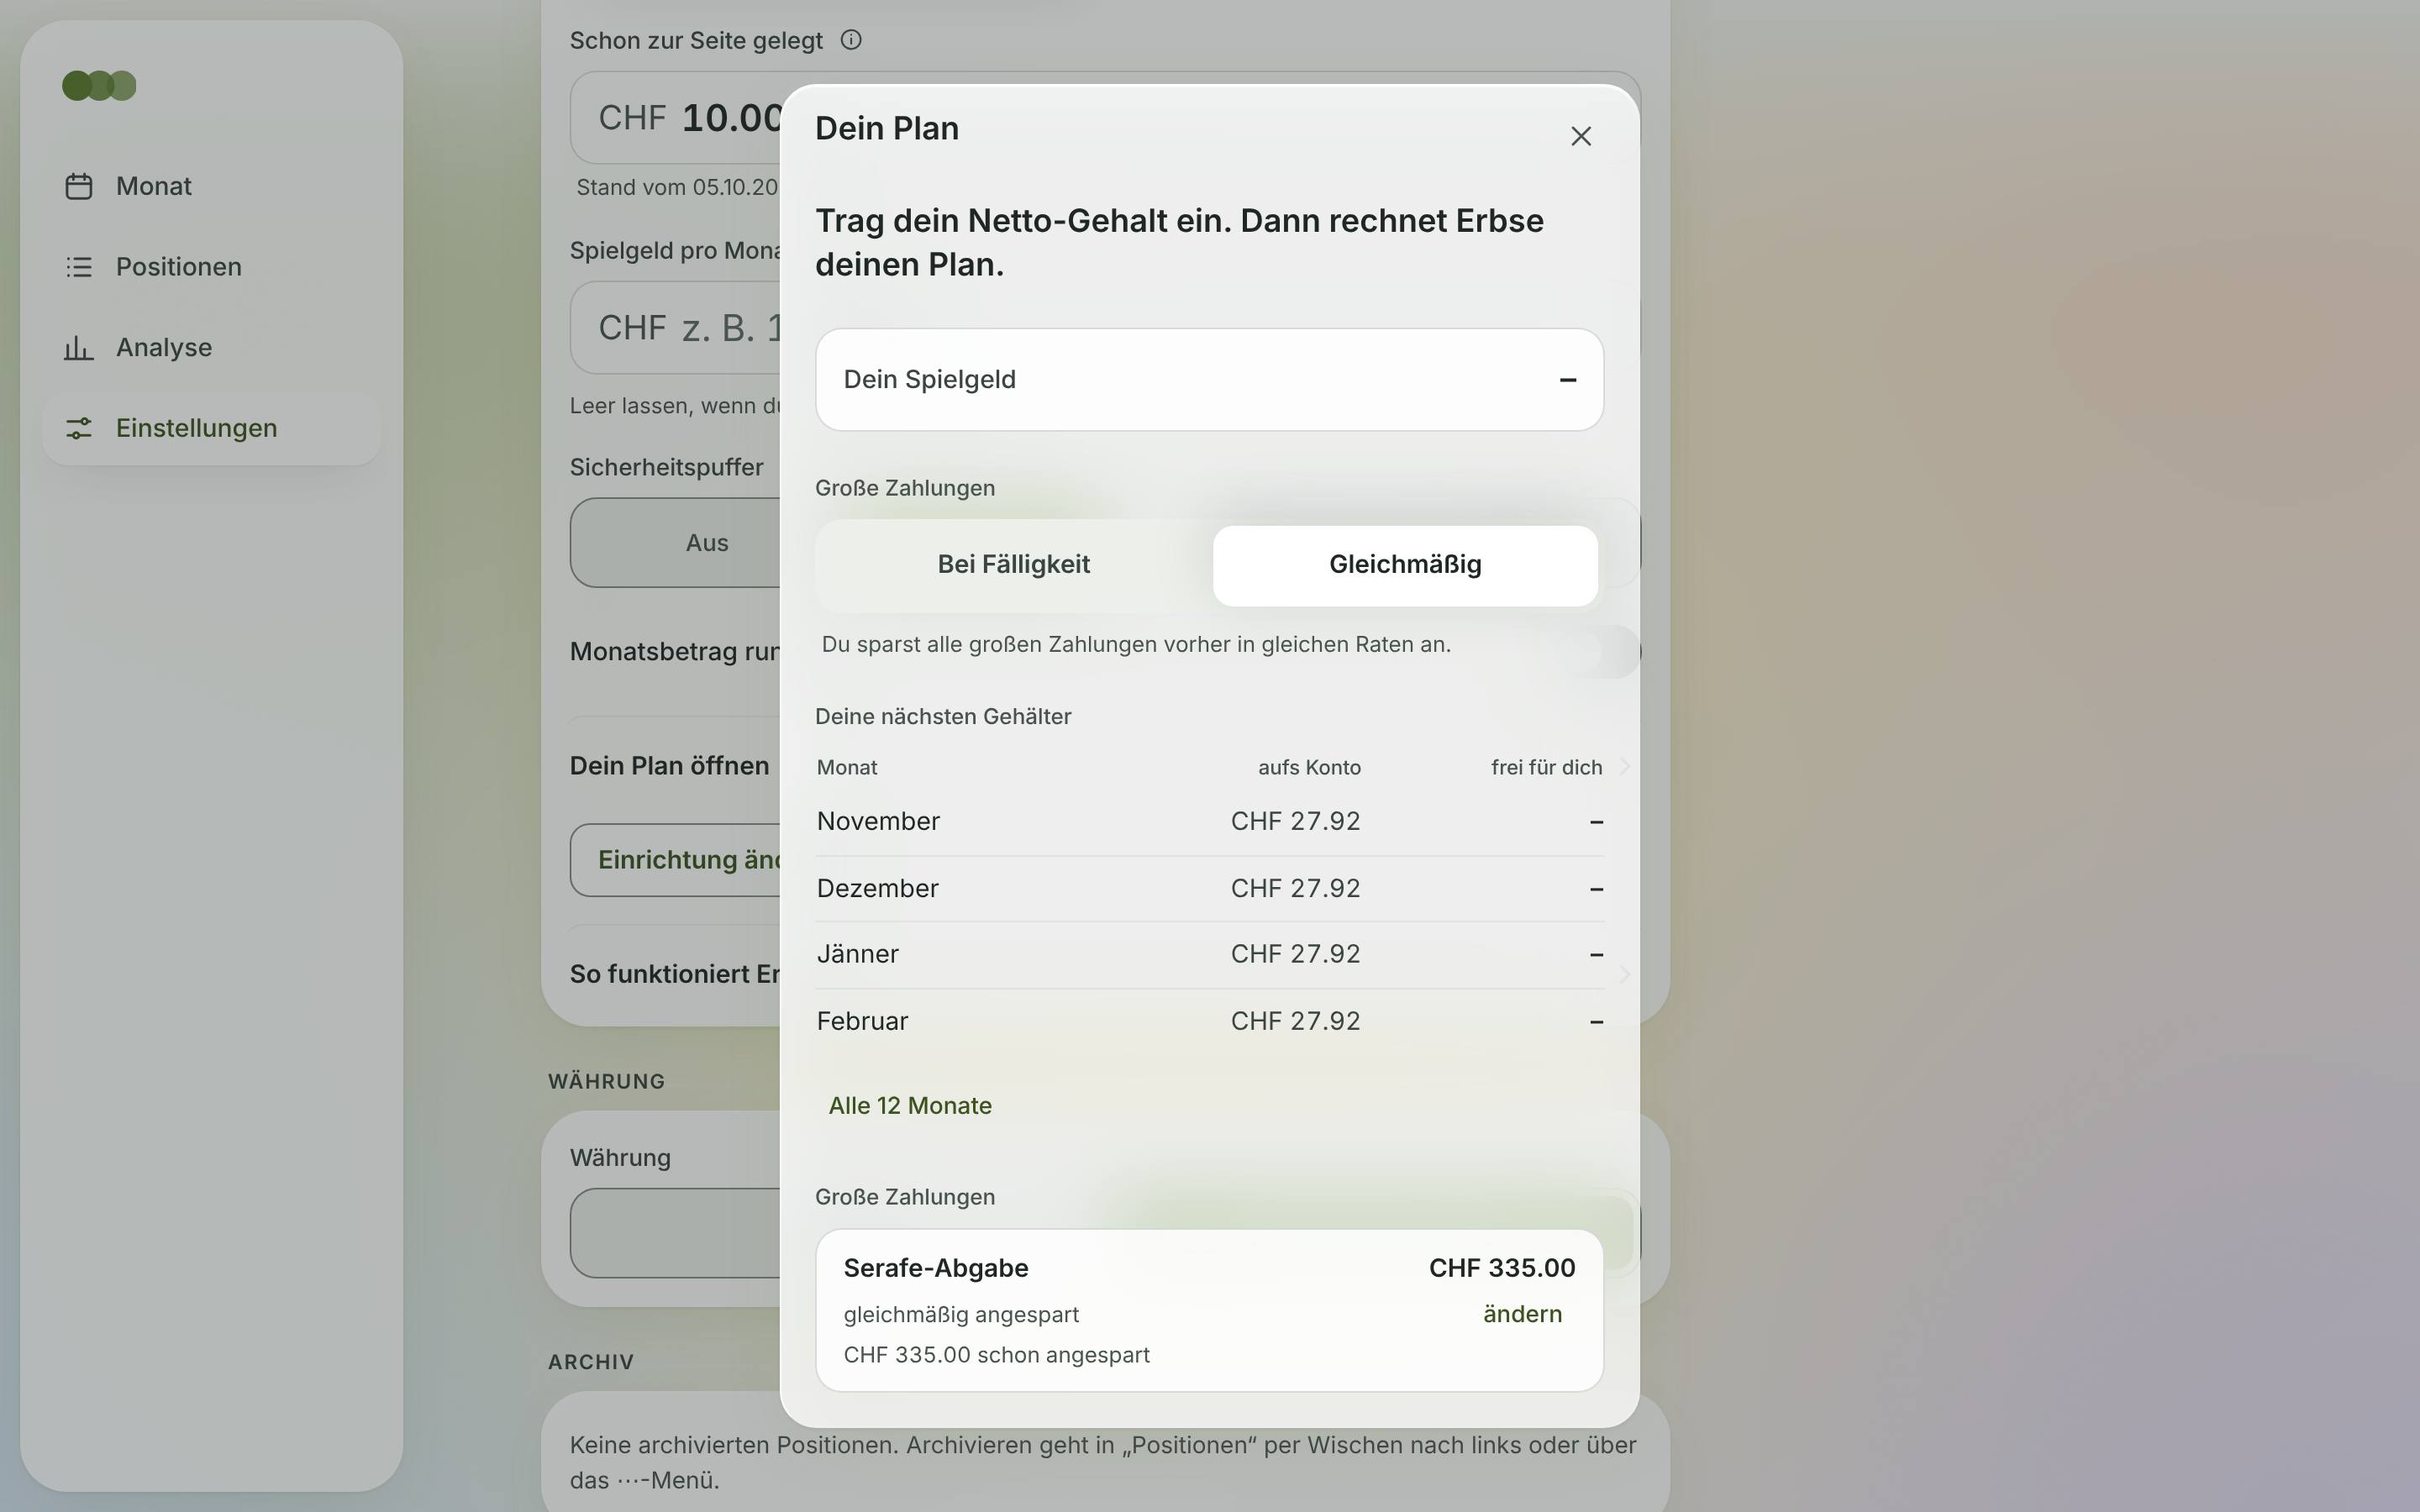 Monat
Positionen
Analyse
Einstellungen
Schon zur Seite gelegt
CHF 10.00
Stand vom 05.10.20
Spielgeld pro Mona
CHF z. B. 1
Leer lassen, wenn du
Sicherheitspuffer
Aus
Monatsbetrag run
Dein Plan öffnen
Einrichtung änd
So funktioniert Er
WÄHRUNG
Währung
ARCHIV
Keine archivierten Positionen. Archivieren geht in „Positionen“ per Wischen nach links oder über
das ···-Menü.
Dein Plan
Trag dein Netto-Gehalt ein. Dann rechnet Erbse
deinen Plan.
Dein Spielgeld –
Große Zahlungen
Bei Fälligkeit Gleichmäßig
Du sparst alle großen Zahlungen vorher in gleichen Raten an.
Deine nächsten Gehälter
Monat aufs Konto frei für dich
November CHF 27.92 –
Dezember CHF 27.92 –
Jänner CHF 27.92 –
Februar CHF 27.92 –
Alle 12 Monate
Große Zahlungen
Serafe-Abgabe CHF 335.00
gleichmäßig angespart ändern
CHF 335.00 schon angespart